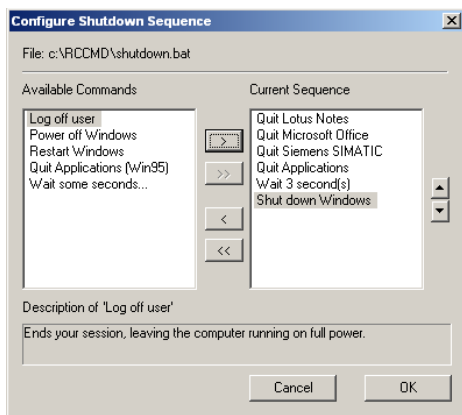 Configure Shutdown Sequence
File: c:\RCCMD\shutdown.bat
Available Commands
Log off user
Power off Windows
Restart Windows
Quit Applications (Win95)
Wait some seconds...
>
>>
<
<<
Current Sequence
Quit Lotus Notes
Quit Microsoft Office
Quit Siemens SIMATIC
Quit Applications
Wait 3 second(s)
Shut down Windows
Description of 'Log off user'
Ends your session, leaving the computer running on full power.
Cancel
OK